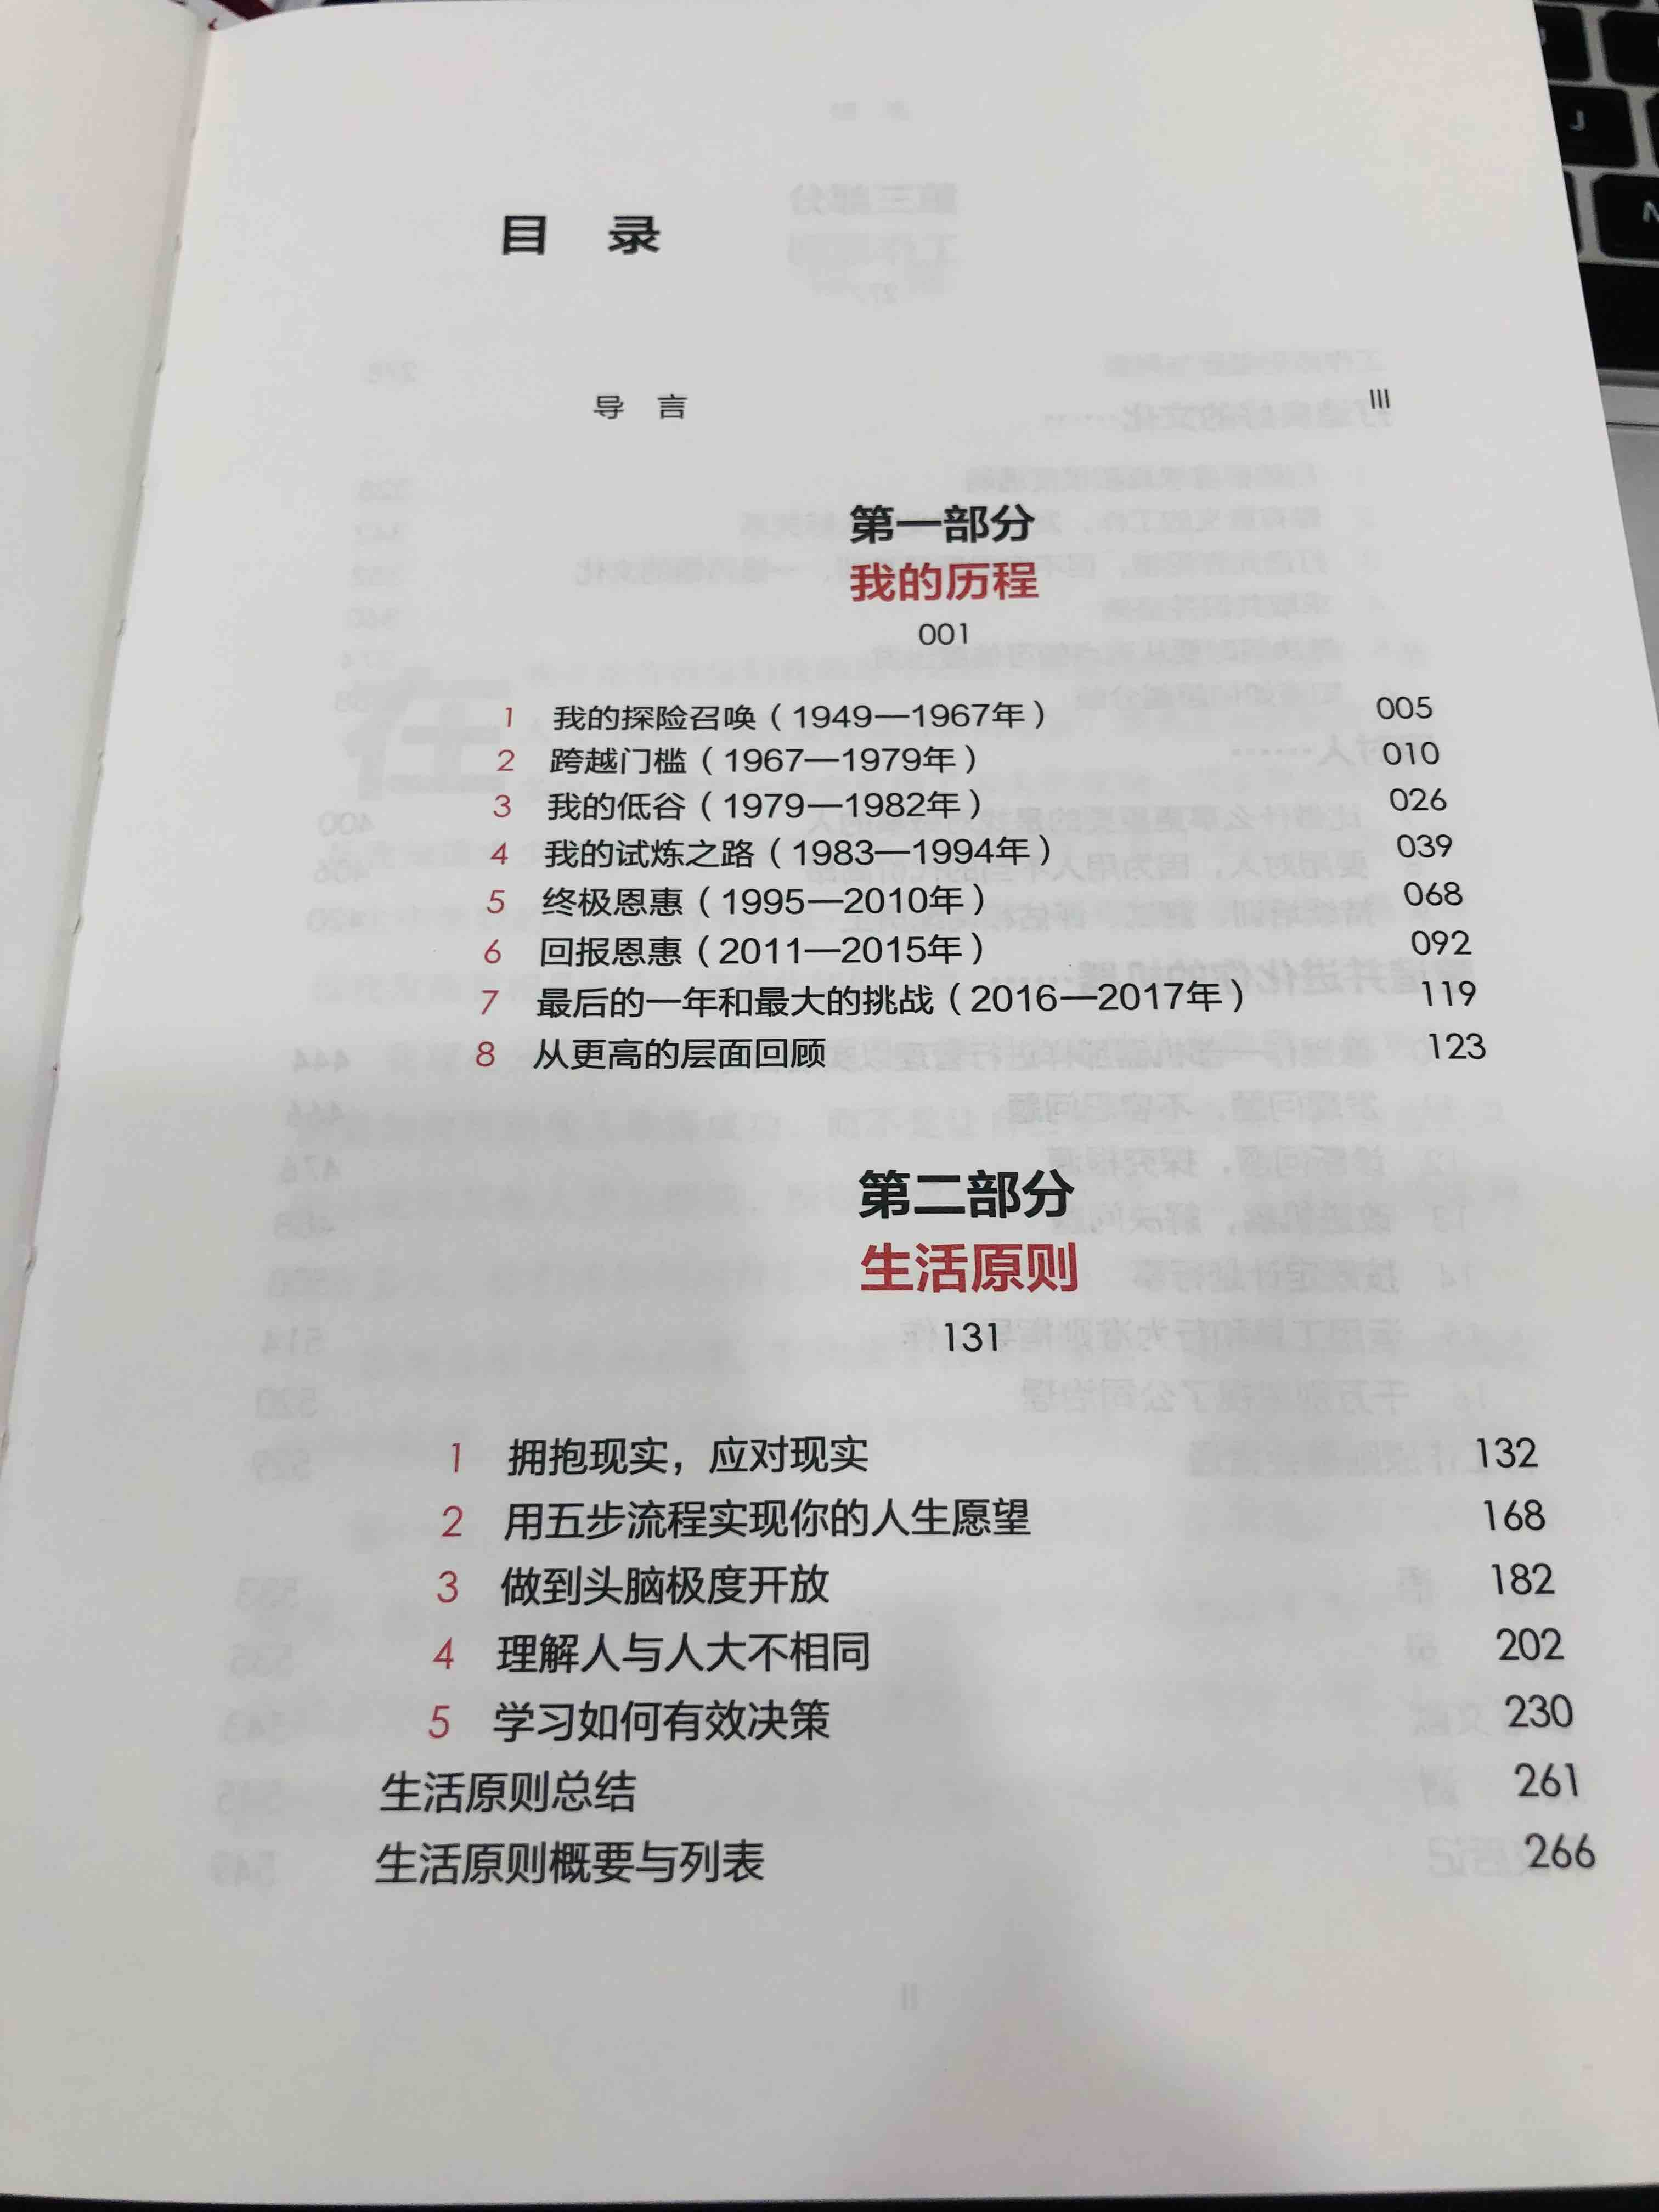 目 录
导 言 III
第一部分
我的历程
001
1 我的探险召唤（1949—1967年） 005
2 跨越门槛（1967—1979年） 010
3 我的低谷（1979—1982年） 026
4 我的试炼之路（1983—1994年） 039
5 终极恩惠（1995—2010年） 068
6 回报恩惠（2011—2015年） 092
7 最后的一年和最大的挑战（2016—2017年） 119
8 从更高的层面回顾 123
第二部分
生活原则
131
1 拥抱现实，应对现实 132
2 用五步流程实现你的人生愿望 168
3 做到头脑极度开放 182
4 理解人与人大不相同 202
5 学习如何有效决策 230
生活原则总结 261
生活原则概要与列表 266
J
N